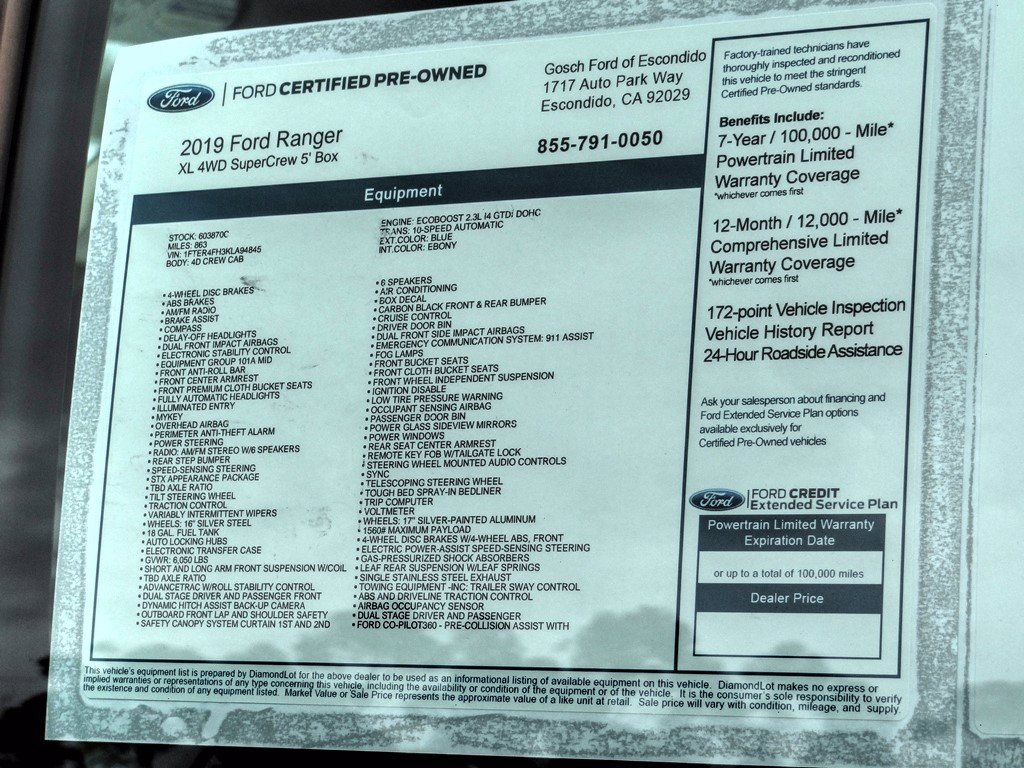 Ford | FORD CERTIFIED PRE-OWNED
2019 Ford Ranger
XL 4WD SuperCrew 5' Box
Gosch Ford of Escondido
1717 Auto Park Way
Escondido, CA 92029
855-791-0050
Equipment
STOCK: 603870C
MILES: 863
VIN: 1FTER4FH3KLA94845
BODY: 4D CREW CAB
ENGINE: ECOBOOST 2.3L I4 GTDi DOHC
TRANS: 10-SPEED AUTOMATIC
EXT.COLOR: BLUE
INT.COLOR: EBONY
• 4-WHEEL DISC BRAKES
• ABS BRAKES
• AM/FM RADIO
• BRAKE ASSIST
• COMPASS
• DELAY-OFF HEADLIGHTS
• DUAL FRONT IMPACT AIRBAGS
• ELECTRONIC STABILITY CONTROL
• EQUIPMENT GROUP 101A MID
• FRONT ANTI-ROLL BAR
• FRONT CENTER ARMREST
• FRONT PREMIUM CLOTH BUCKET SEATS
• FULLY AUTOMATIC HEADLIGHTS
• ILLUMINATED ENTRY
• MYKEY
• OVERHEAD AIRBAG
• PERIMETER ANTI-THEFT ALARM
• POWER STEERING
• RADIO: AM/FM STEREO W/6 SPEAKERS
• REAR STEP BUMPER
• SPEED-SENSING STEERING
• STX APPEARANCE PACKAGE
• TBD AXLE RATIO
• TILT STEERING WHEEL
• TRACTION CONTROL
• VARIABLY INTERMITTENT WIPERS
• WHEELS: 16" SILVER STEEL
• 18 GAL. FUEL TANK
• AUTO LOCKING HUBS
• ELECTRONIC TRANSFER CASE
• GVWR: 6,050 LBS
• SHORT AND LONG ARM FRONT SUSPENSION W/COIL
• TBD AXLE RATIO
• ADVANCETRAC W/ROLL STABILITY CONTROL
• DUAL STAGE DRIVER AND PASSENGER FRONT
• DYNAMIC HITCH ASSIST BACK-UP CAMERA
• OUTBOARD FRONT LAP AND SHOULDER SAFETY
• SAFETY CANOPY SYSTEM CURTAIN 1ST AND 2ND
• 6 SPEAKERS
• AIR CONDITIONING
• BOX DECAL
• CARBON BLACK FRONT & REAR BUMPER
• CRUISE CONTROL
• DRIVER DOOR BIN
• DUAL FRONT SIDE IMPACT AIRBAGS
• EMERGENCY COMMUNICATION SYSTEM: 911 ASSIST
• FOG LAMPS
• FRONT BUCKET SEATS
• FRONT CLOTH BUCKET SEATS
• FRONT WHEEL INDEPENDENT SUSPENSION
• IGNITION DISABLE
• LOW TIRE PRESSURE WARNING
• OCCUPANT SENSING AIRBAG
• PASSENGER DOOR BIN
• POWER GLASS SIDEVIEW MIRRORS
• POWER WINDOWS
• REAR SEAT CENTER ARMREST
• REMOTE KEY FOB W/TAILGATE LOCK
• STEERING WHEEL MOUNTED AUDIO CONTROLS
• SYNC
• TELESCOPING STEERING WHEEL
• TOUGH BED SPRAY-IN BEDLINER
• TRIP COMPUTER
• VOLTMETER
• WHEELS: 17" SILVER-PAINTED ALUMINUM
• 1560# MAXIMUM PAYLOAD
• 4-WHEEL DISC BRAKES W/4-WHEEL ABS, FRONT
• ELECTRIC POWER-ASSIST SPEED-SENSING STEERING
• GAS-PRESSURIZED SHOCK ABSORBERS
• LEAF REAR SUSPENSION W/LEAF SPRINGS
• SINGLE STAINLESS STEEL EXHAUST
• TOWING EQUIPMENT -INC: TRAILER SWAY CONTROL
• ABS AND DRIVELINE TRACTION CONTROL
• AIRBAG OCCUPANCY SENSOR
• DUAL STAGE DRIVER AND PASSENGER
• FORD CO-PILOT360 - PRE-COLLISION ASSIST WITH
Factory-trained technicians have
thoroughly inspected and reconditioned
this vehicle to meet the stringent
Certified Pre-Owned standards.
Benefits Include:
7-Year / 100,000 - Mile*
Powertrain Limited
Warranty Coverage
*whichever comes first
12-Month / 12,000 - Mile*
Comprehensive Limited
Warranty Coverage
*whichever comes first
172-point Vehicle Inspection
Vehicle History Report
24-Hour Roadside Assistance
Ask your salesperson about financing and
Ford Extended Service Plan options
available exclusively for
Certified Pre-Owned vehicles
Ford | FORD CREDIT
Extended Service Plan
Powertrain Limited Warranty
Expiration Date
or up to a total of 100,000 miles
Dealer Price
This vehicle's equipment list is prepared by DiamondLot for the above dealer to be used as an informational listing of available equipment on this vehicle. DiamondLot makes no express or
implied warranties or representations of any type concerning this vehicle, including the availability or condition of the equipment or of the vehicle. It is the consumer's sole responsibility to verify
the existence and condition of any equipment listed. Market Value or Sale Price represents the approximate value of a like unit at retail. Sale price will vary with condition, mileage, and supply.